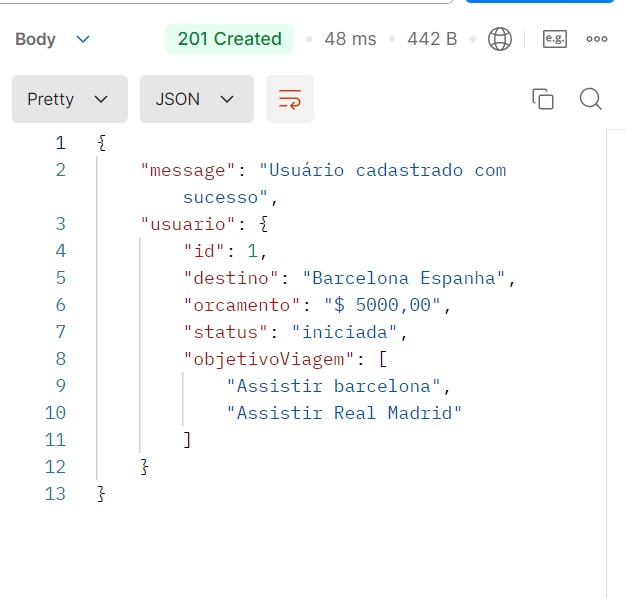 Body 201 Created 48 ms 442 B e.g.
Pretty JSON
1 {
2 "message": "Usuário cadastrado com
sucesso",
3 "usuario": {
4 "id": 1,
5 "destino": "Barcelona Espanha",
6 "orcamento": "$ 5000,00",
7 "status": "iniciada",
8 "objetivoViagem": [
9 "Assistir barcelona",
10 "Assistir Real Madrid"
11 ]
12 }
13 }